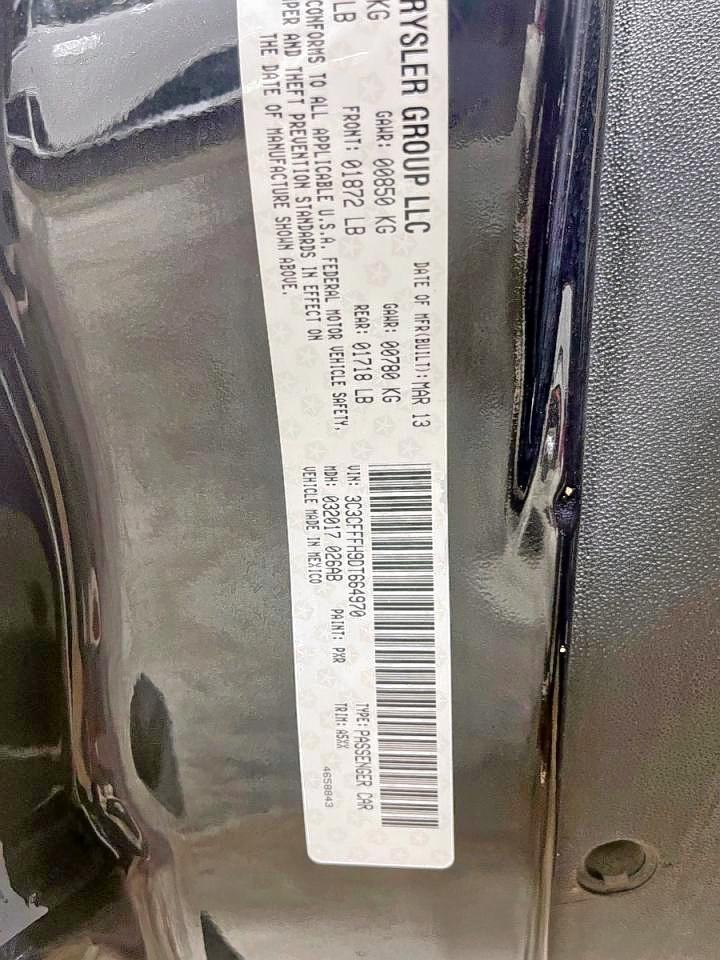 RYSLER GROUP LLC
DATE OF MFR(BUILT): MAR 13
KG
GAWR: 00850 KG
GAWR: 00780 KG
LB
FRONT: 01872 LB
REAR: 01718 LB
CONFORMS TO ALL APPLICABLE U.S.A. FEDERAL MOTOR VEHICLE SAFETY,
PER AND THEFT PREVENTION STANDARDS IN EFFECT ON
THE DATE OF MANUFACTURE SHOWN ABOVE.
VIN: 3C3CFFFH9DT664970
TYPE: PASSENGER CAR
MDH: 032017 026AB
PAINT: PXR
TRIM: A5XX
VEHICLE MADE IN MEXICO
4658843